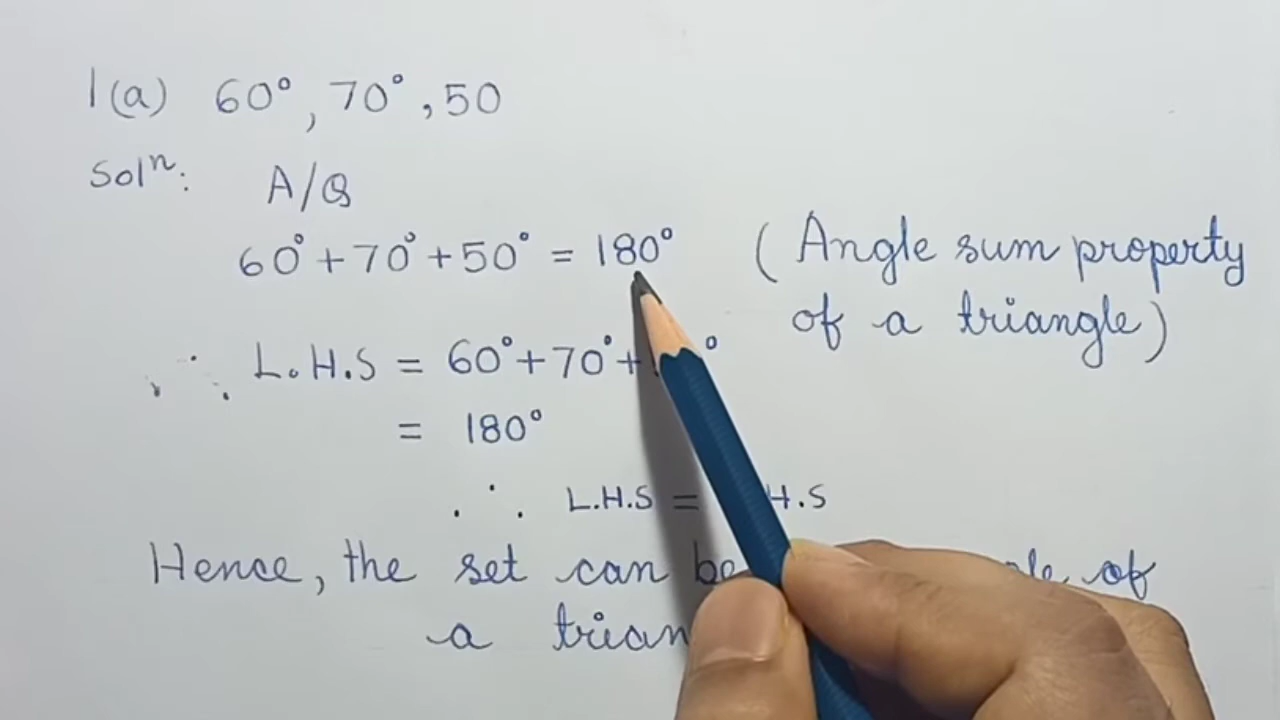 1(a) 60°, 70°, 50
Solⁿ: A/Q
60° + 70° + 50° = 180° (Angle sum property
of a triangle)
∴ L.H.S = 60° + 70° +
= 180°
∴ L.H.S = H.S
Hence, the set can be of
a